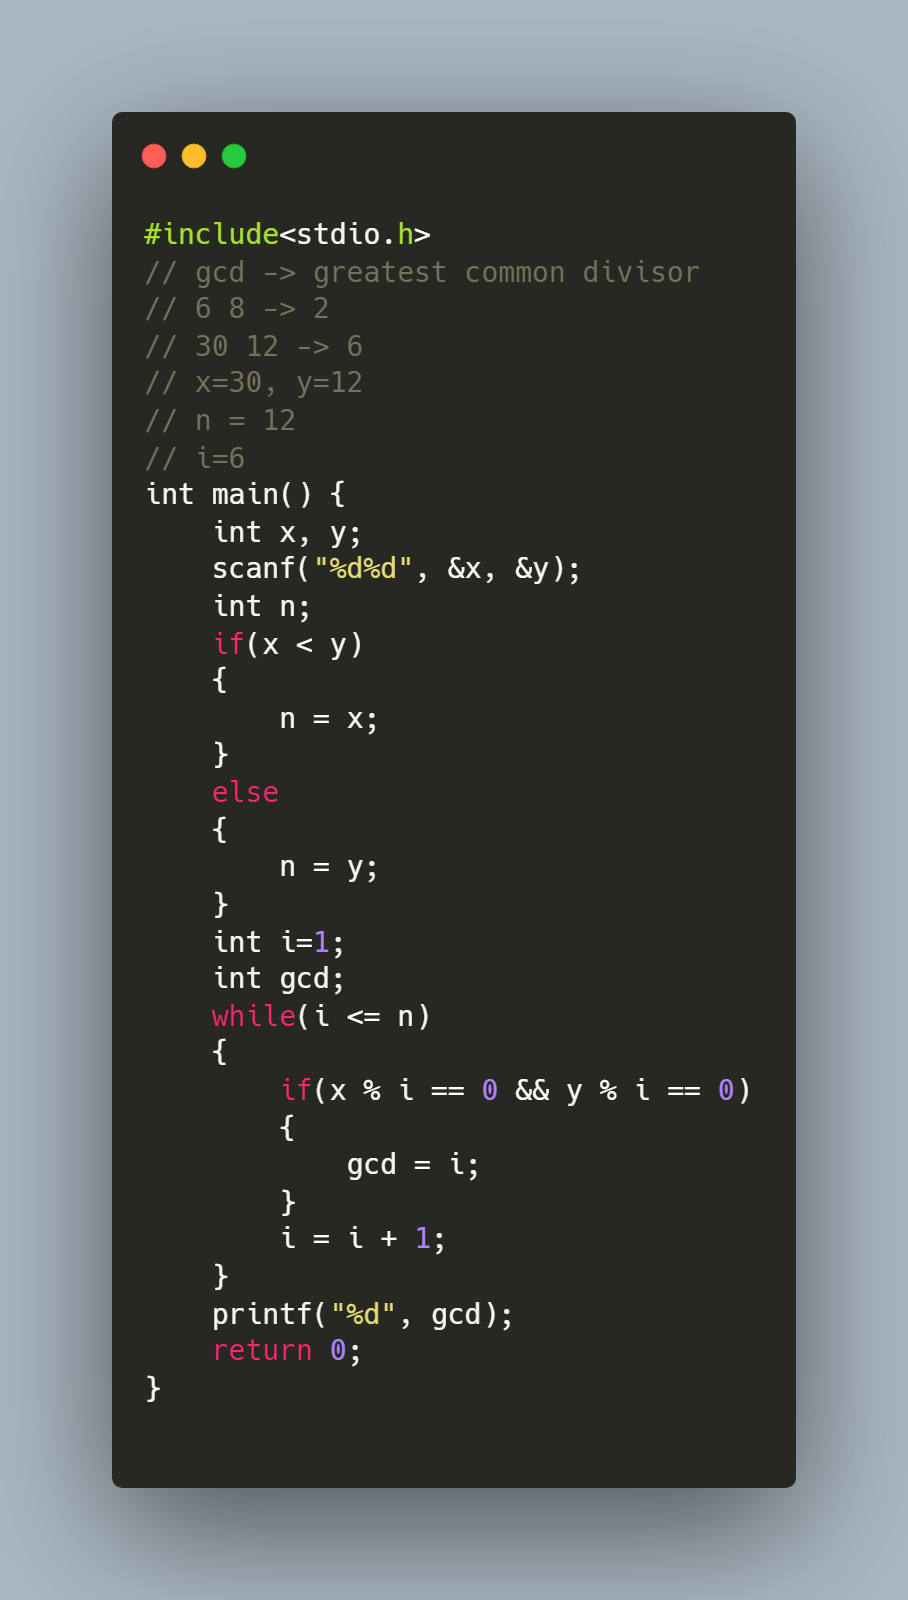 #include<stdio.h>
// gcd -> greatest common divisor
// 6 8 -> 2
// 30 12 -> 6
// x=30, y=12
// n = 12
// i=6
int main() {
    int x, y;
    scanf("%d%d", &x, &y);
    int n;
    if(x < y)
    {
        n = x;
    }
    else
    {
        n = y;
    }
    int i=1;
    int gcd;
    while(i <= n)
    {
        if(x % i == 0 && y % i == 0)
        {
            gcd = i;
        }
        i = i + 1;
    }
    printf("%d", gcd);
    return 0;
}